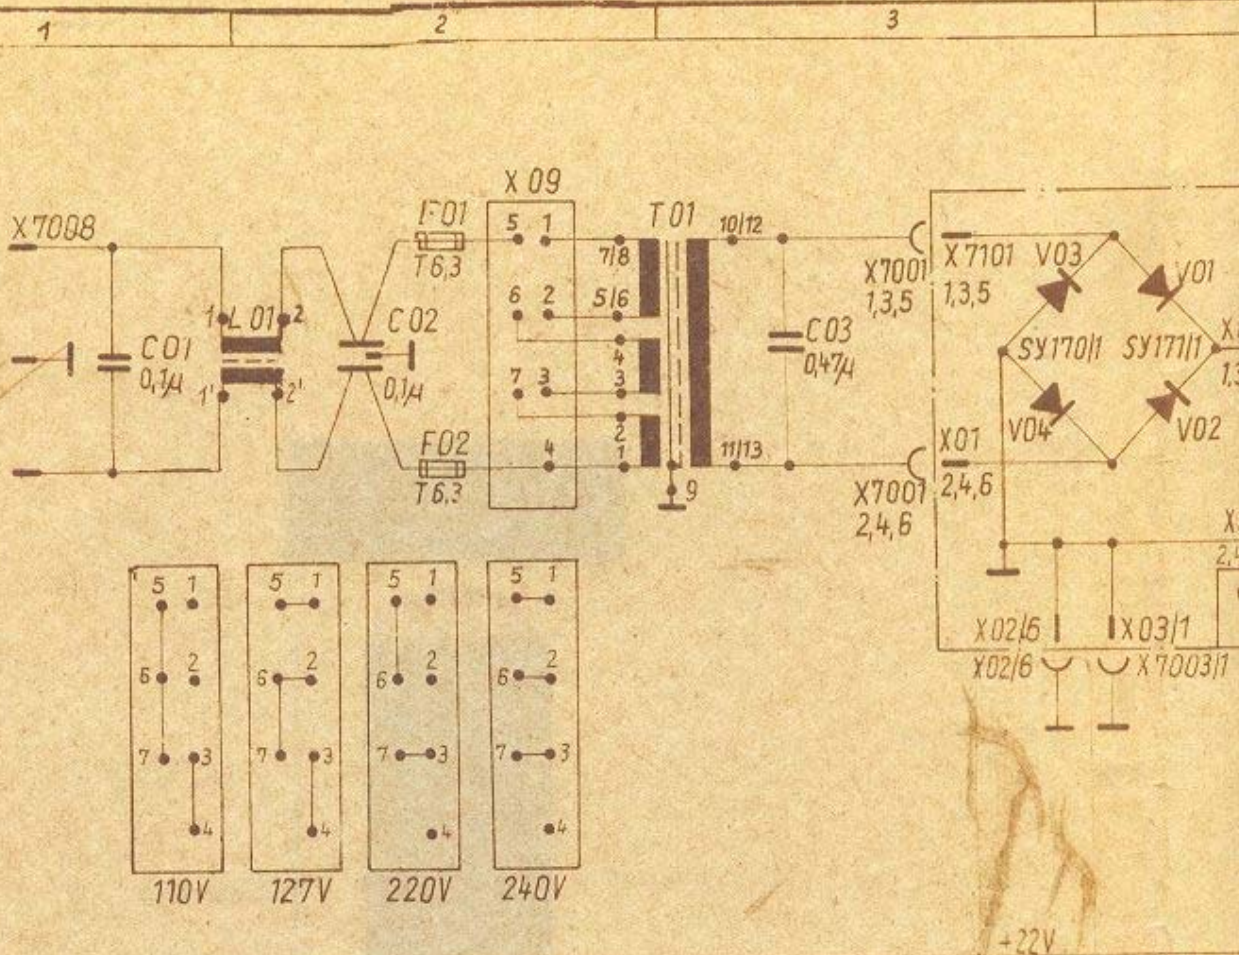 1 2 3
X 09
X7008
F01
T6,3
5 1
T 01
10/12
7/8
X7001
1,3,5
X 7101
1,3,5
V03
V01
6 2
5/6
1 L 01 2
C 02
C01
0,1µ
0,1µ
C03
0,47µ
SY170/1
SY171/1
4
7 3
3
1' 2'
2
V04
V02
F02
T6,3
4
1
11/13
X01
2,4,6
9
X7001
2,4,6
5 1
5 1
5 1
5 1
6 2
6 2
6 2
6 2
7 3
7 3
7 3
7 3
4
4
4
4
110V
127V
220V
240V
X02/6
X03/1
X02/6
X7003/1
+22V